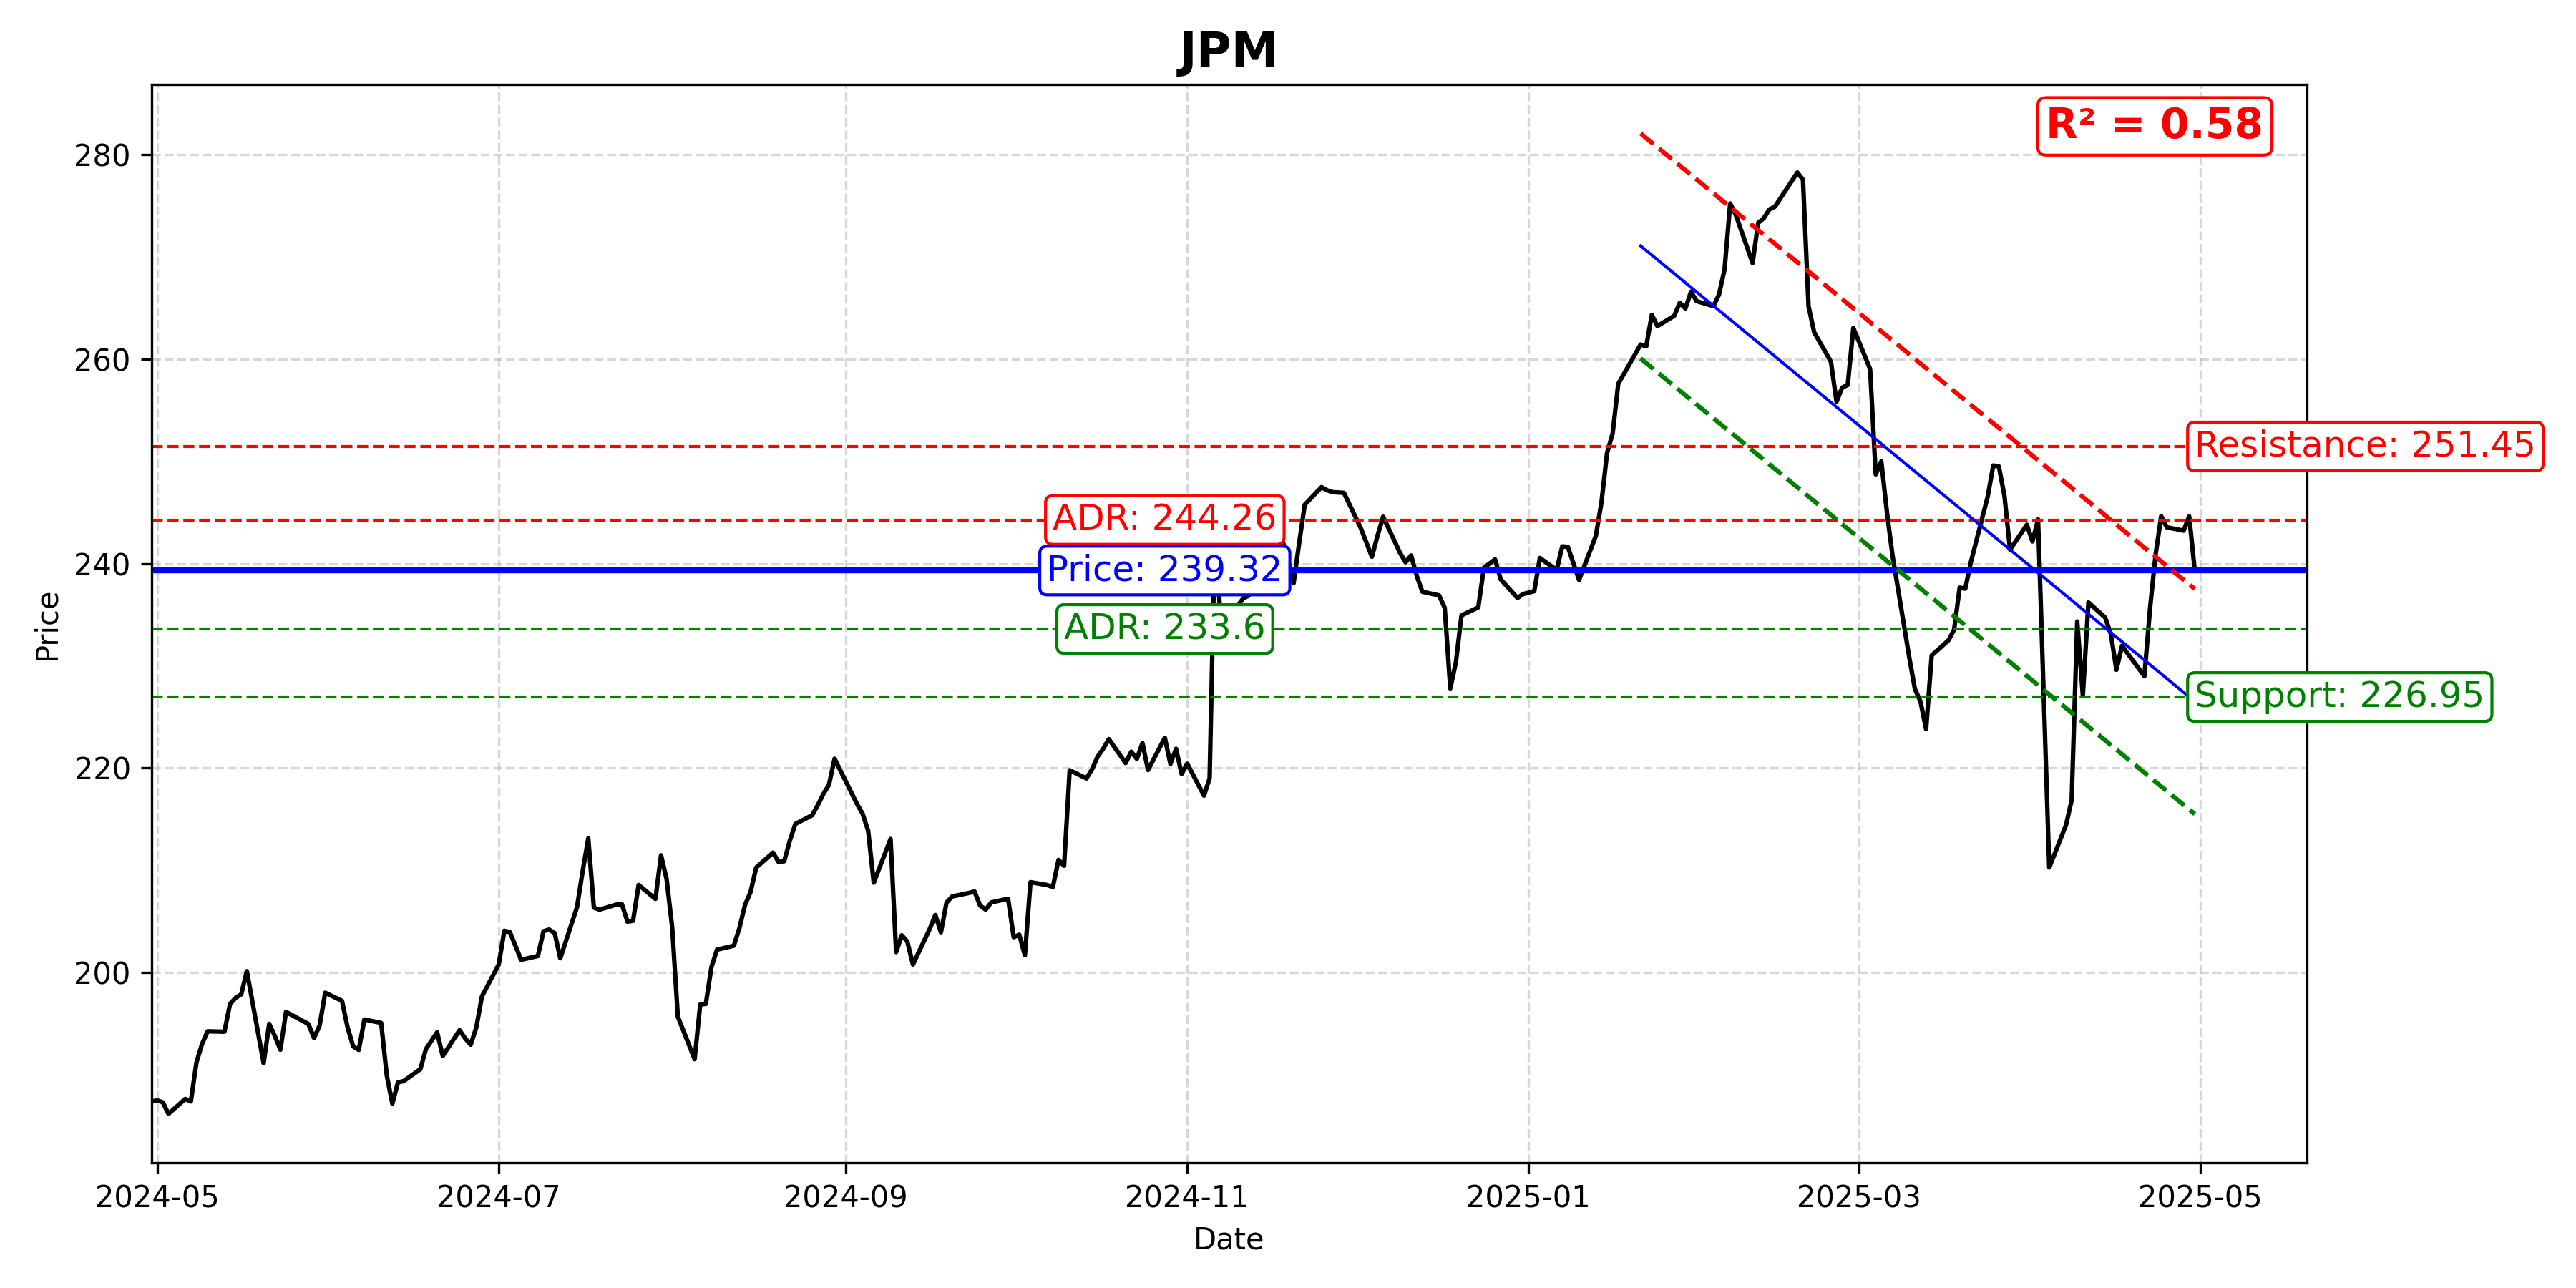 JPM
R² = 0.58
280
260
240
220
200
Price
Resistance: 251.45
ADR: 244.26
Price: 239.32
ADR: 233.6
Support: 226.95
2024-05
2024-07
2024-09
2024-11
2025-01
2025-03
2025-05
Date